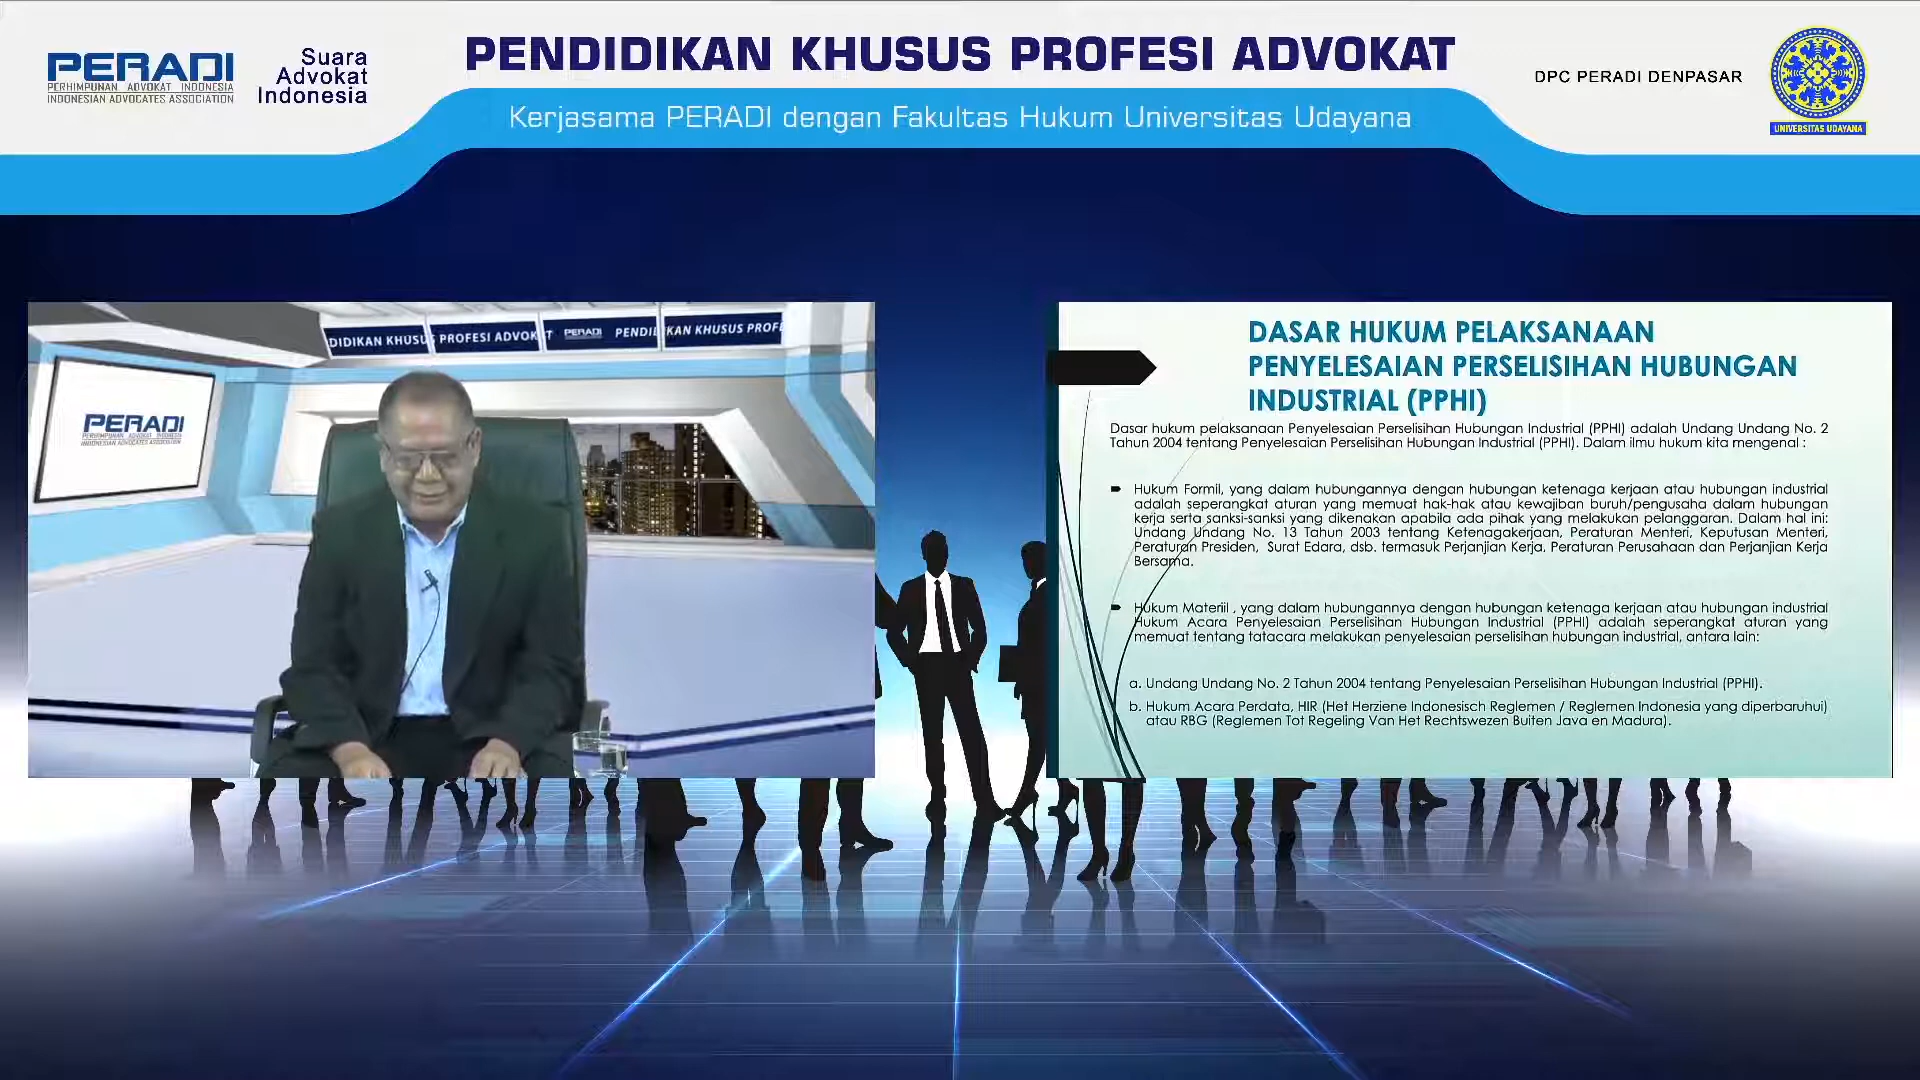 PERADI
PERHIMPUNAN ADVOKAT INDONESIA
INDONESIAN ADVOCATES ASSOCIATION
Suara
Advokat
Indonesia
PENDIDIKAN KHUSUS PROFESI ADVOKAT
Kerjasama PERADI dengan Fakultas Hukum Universitas Udayana
DPC PERADI DENPASAR
UNIVERSITAS UDAYANA
DIDIKAN KHUSUS PROFESI ADVOKAT PERADI PENDIDIKAN KHUSUS PROFE
PERADI
PERHIMPUNAN ADVOKAT INDONESIA
INDONESIAN ADVOCATES ASSOCIATION
DASAR HUKUM PELAKSANAAN
PENYELESAIAN PERSELISIHAN HUBUNGAN
INDUSTRIAL (PPHI)
Dasar hukum pelaksanaan Penyelesaian Perselisihan Hubungan Industrial (PPHI) adalah Undang Undang No. 2
Tahun 2004 tentang Penyelesaian Perselisihan Hubungan Industrial (PPHI). Dalam ilmu hukum kita mengenal :
Hukum Formil, yang dalam hubungannya dengan hubungan ketenaga kerjaan atau hubungan industrial
adalah seperangkat aturan yang memuat hak-hak atau kewajiban buruh/pengusaha dalam hubungan
kerja serta sanksi-sanksi yang dikenakan apabila ada pihak yang melakukan pelanggaran. Dalam hal ini:
Undang Undang No. 13 Tahun 2003 tentang Ketenagakerjaan, Peraturan Menteri, Keputusan Menteri,
Peraturan Presiden, Surat Edara, dsb. termasuk Perjanjian Kerja, Peraturan Perusahaan dan Perjanjian Kerja
Bersama.
Hukum Materiil , yang dalam hubungannya dengan hubungan ketenaga kerjaan atau hubungan industrial
Hukum Acara Penyelesaian Perselisihan Hubungan Industrial (PPHI) adalah seperangkat aturan yang
memuat tentang tatacara melakukan penyelesaian perselisihan hubungan industrial, antara lain:
a. Undang Undang No. 2 Tahun 2004 tentang Penyelesaian Perselisihan Hubungan Industrial (PPHI).
b. Hukum Acara Perdata, HIR (Het Herziene Indonesisch Reglemen / Reglemen Indonesia yang diperbaruhui)
atau RBG (Reglemen Tot Regeling Van Het Rechtswezen Buiten Java en Madura).